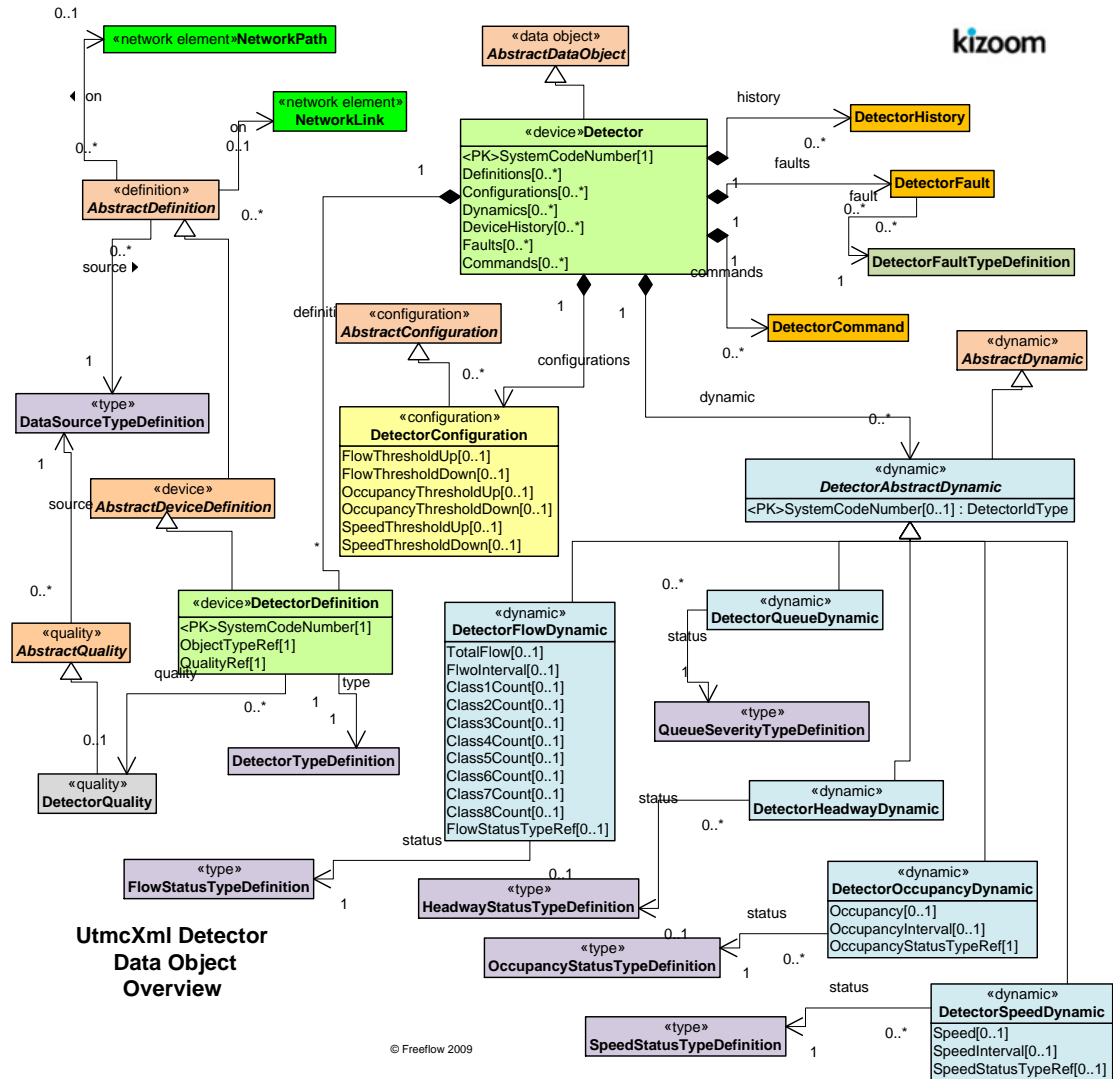 0..1
«network element»NetworkPath
«data object»
AbstractDataObject
kizoom
on
«network element»
NetworkLink
on
0..1
0..*
«definition»
AbstractDefinition
0..*
history
«device»Detector
<PK>SystemCodeNumber[1]
Definitions[0..*]
Configurations[0..*]
Dynamics[0..*]
DeviceHistory[0..*]
Faults[0..*]
Commands[0..*]
1
DetectorHistory
0..*
faults
1
DetectorFault
fault
0..*
0..*
1
DetectorFaultTypeDefinition
1
1
commands
DetectorCommand
0..*
0..*
source
1
1
1
definiti
«configuration»
AbstractConfiguration
0..*
configurations
dynamic
0..*
«dynamic»
AbstractDynamic
1
«type»
DataSourceTypeDefinition
1
source
«device»
AbstractDeviceDefinition
«configuration»
DetectorConfiguration
FlowThresholdUp[0..1]
FlowThresholdDown[0..1]
OccupancyThresholdUp[0..1]
OccupancyThresholdDown[0..1]
SpeedThresholdUp[0..1]
SpeedThresholdDown[0..1]
«dynamic»
DetectorAbstractDynamic
<PK>SystemCodeNumber[0..1] : DetectorIdType
*
0..*
«device»DetectorDefinition
<PK>SystemCodeNumber[1]
ObjectTypeRef[1]
QualityRef[1]
«quality»
AbstractQuality
quality
0..*
type
1
1
0..1
«quality»
DetectorQuality
DetectorTypeDefinition
«dynamic»
DetectorFlowDynamic
TotalFlow[0..1]
FlwoInterval[0..1]
Class1Count[0..1]
Class2Count[0..1]
Class3Count[0..1]
Class4Count[0..1]
Class5Count[0..1]
Class6Count[0..1]
Class7Count[0..1]
Class8Count[0..1]
FlowStatusTypeRef[0..1]
0..*
«dynamic»
DetectorQueueDynamic
status
1
«type»
QueueSeverityTypeDefinition
«dynamic»
DetectorHeadwayDynamic
status
0..*
status
0..1
«type»
FlowStatusTypeDefinition
1
«type»
HeadwayStatusTypeDefinition
0..1
«dynamic»
DetectorOccupancyDynamic
Occupancy[0..1]
OccupancyInterval[0..1]
OccupancyStatusTypeRef[1]
status
0..*
«type»
OccupancyStatusTypeDefinition
1
UtmcXml Detector
Data Object
Overview
status
0..*
«dynamic»
DetectorSpeedDynamic
Speed[0..1]
SpeedInterval[0..1]
SpeedStatusTypeRef[0..1]
«type»
SpeedStatusTypeDefinition
1
© Freeflow 2009